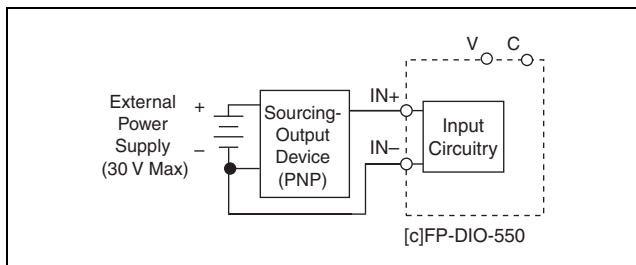 V C
External
Power
Supply
(30 V Max)
+
–
Sourcing-
Output
Device
(PNP)
IN+
IN–
Input
Circuitry
[c]FP-DIO-550